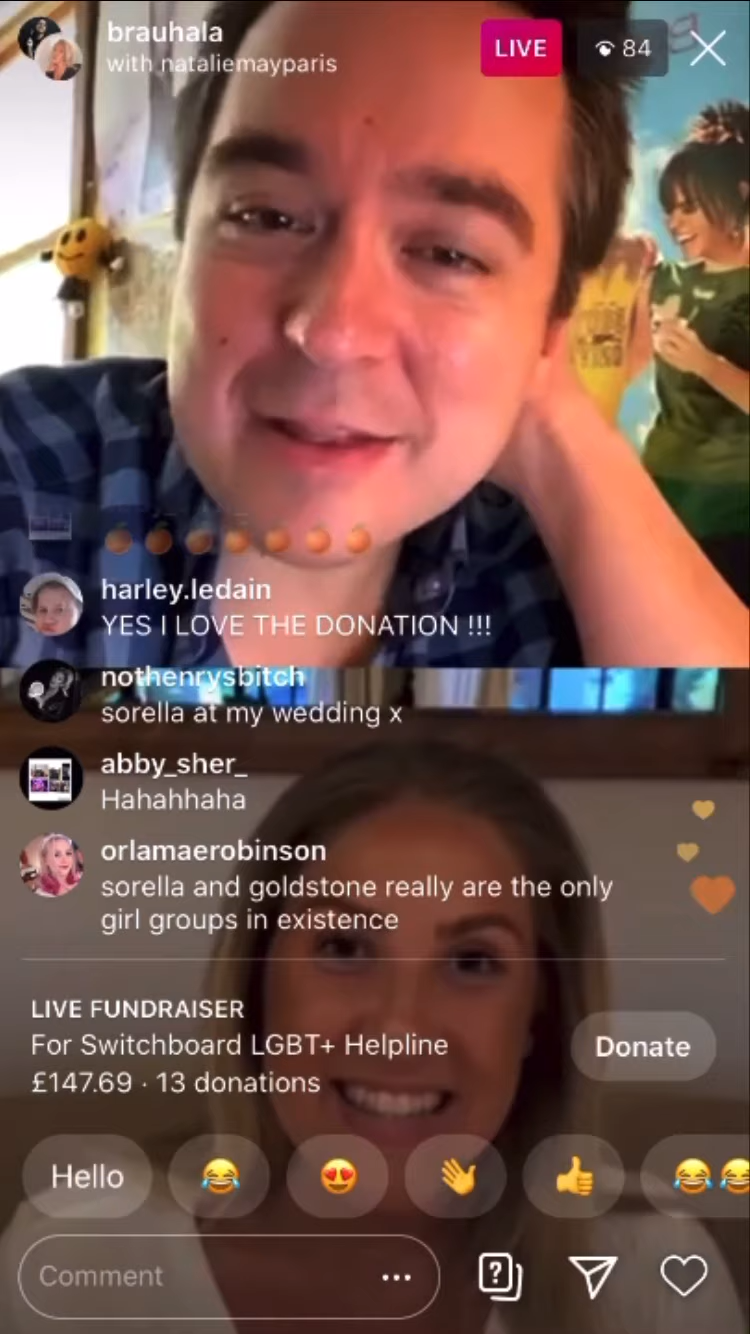 brauhala
with nataliemayparis
LIVE
84
harley.ledain
YES I LOVE THE DONATION !!!
nothenrysbitch
sorella at my wedding x
abby_sher_
Hahahhaha
orlamaerobinson
sorella and goldstone really are the only
girl groups in existence
LIVE FUNDRAISER
For Switchboard LGBT+ Helpline
£147.69 · 13 donations
Donate
Hello
Comment